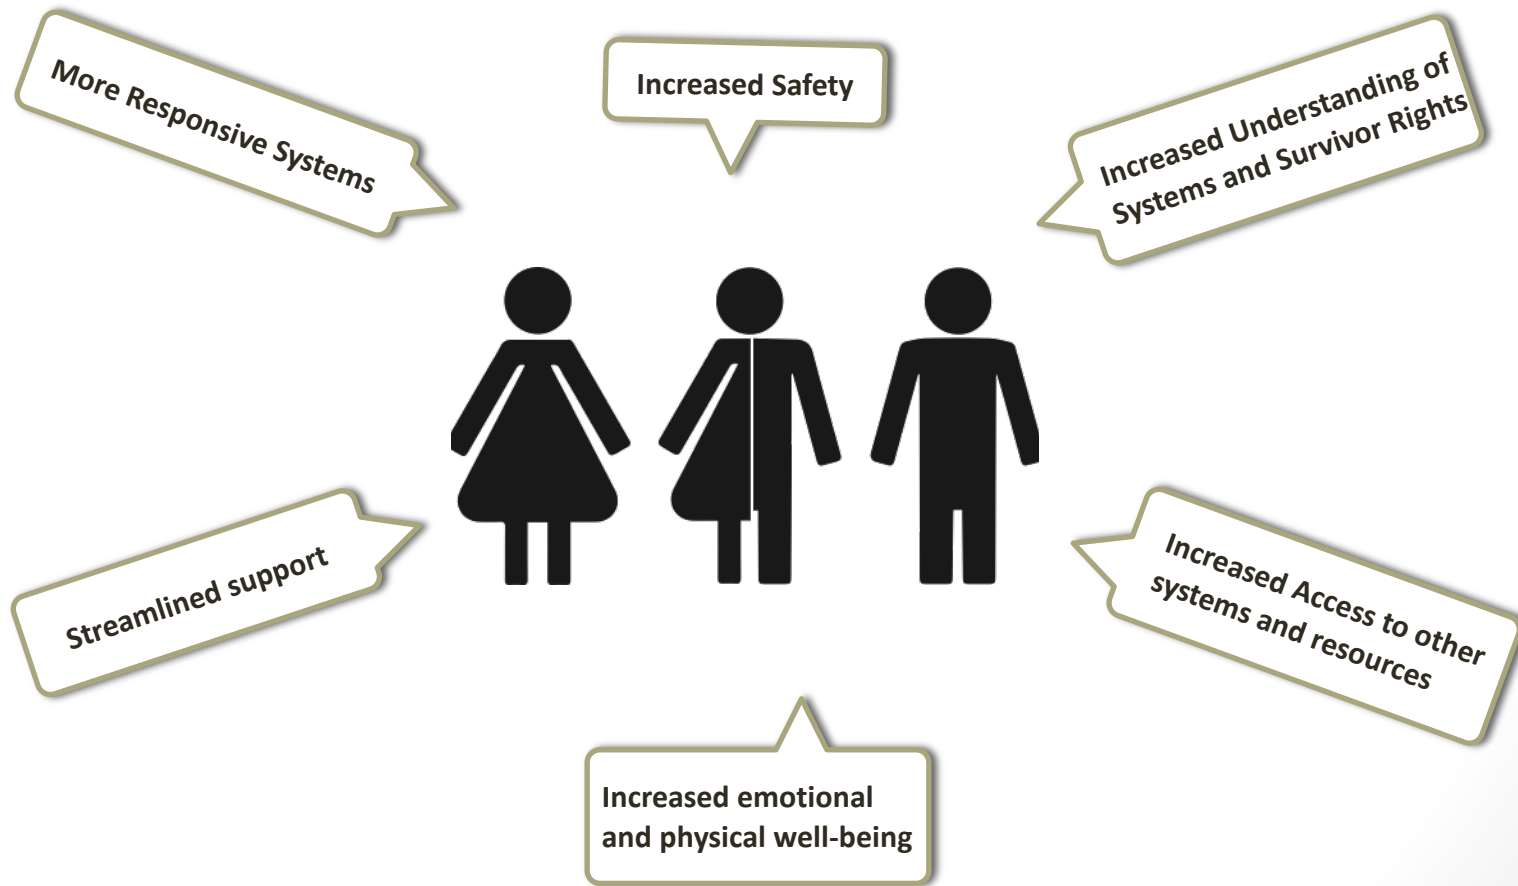 More Responsive Systems
Increased Safety
Increased Understanding of
Systems and Survivor Rights
Streamlined support
Increased Access to other
systems and resources
Increased emotional
and physical well-being